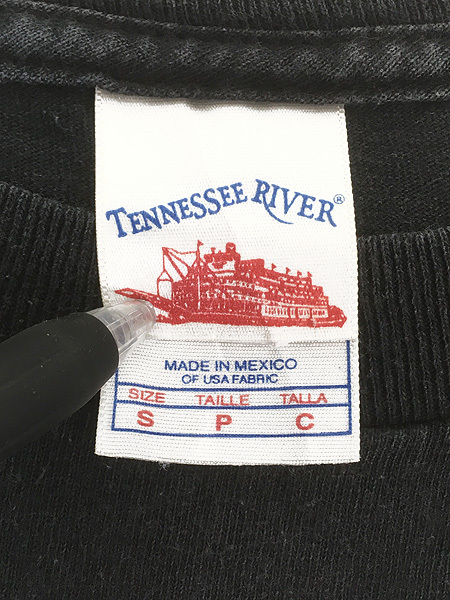 TENNESSEE RIVER®
MADE IN MEXICO
OF USA FABRIC
SIZE TAILLE TALLA
S P C